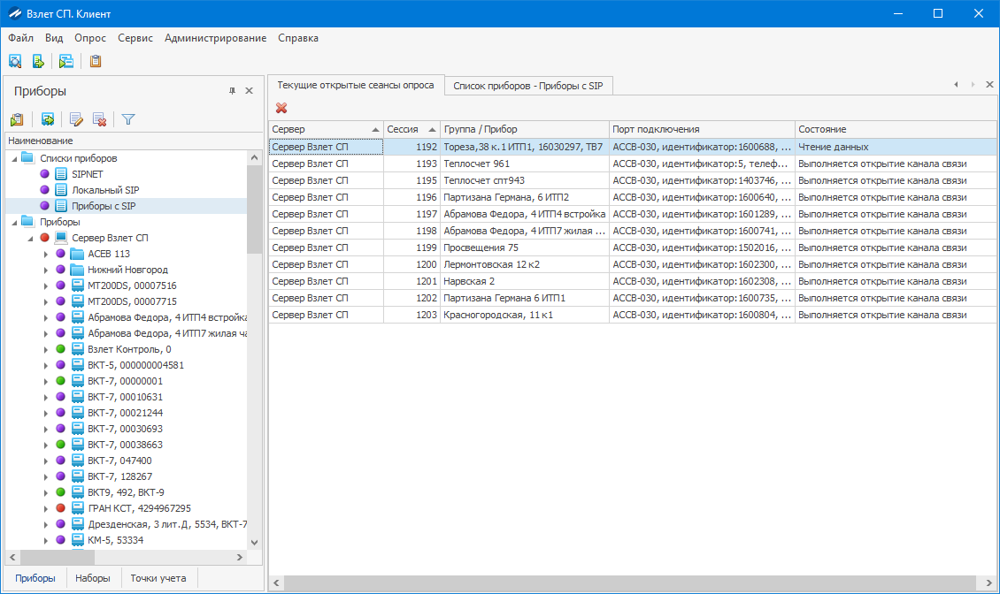 Взлет СП. Клиент
Файл Вид Опрос Сервис Администрирование Справка
Приборы
Наименование
Списки приборов
SIPNET
Локальный SIP
Приборы с SIP
Приборы
Сервер Взлет СП
АСЕВ 113
Нижний Новгород
МТ200DS, 00007516
МТ200DS, 00007715
Абрамова Федора, 4 ИТП4 встройка
Абрамова Федора, 4 ИТП7 жилая ча
Взлет Контроль, 0
ВКТ-5, 000000004581
ВКТ-7, 00000001
ВКТ-7, 00010631
ВКТ-7, 00021244
ВКТ-7, 00030693
ВКТ-7, 00038663
ВКТ-7, 047400
ВКТ-7, 128267
ВКТ9, 492, ВКТ-9
ГРАН КСТ, 4294967295
Дрезденская, 3 лит.Д, 5534, ВКТ-7
КМ-5, 53334
Приборы Наборы Точки учета
Текущие открытые сеансы опроса Список приборов - Приборы с SIP
Сервер Сессия Группа / Прибор Порт подключения Состояние
Сервер Взлет СП 1192 Тореза,38 к.1 ИТП1, 16030297, ТВ7 АССВ-030, идентификатор:1600688, ... Чтение данных
Сервер Взлет СП 1193 Теплосчет 961 АССВ-030, идентификатор:5, телеф... Выполняется открытие канала связи
Сервер Взлет СП 1195 Теплосчет спт943 АССВ-030, идентификатор:1403746, ... Выполняется открытие канала связи
Сервер Взлет СП 1196 Партизана Германа, 6 ИТП2 АССВ-030, идентификатор:1600640, ... Выполняется открытие канала связи
Сервер Взлет СП 1197 Абрамова Федора, 4 ИТП4 встройка АССВ-030, идентификатор:1601289, ... Выполняется открытие канала связи
Сервер Взлет СП 1198 Абрамова Федора, 4 ИТП7 жилая ... АССВ-030, идентификатор:1600741, ... Выполняется открытие канала связи
Сервер Взлет СП 1199 Просвещения 75 АССВ-030, идентификатор:1502016, ... Выполняется открытие канала связи
Сервер Взлет СП 1200 Лермонтовская 12 к2 АССВ-030, идентификатор:1602300, ... Выполняется открытие канала связи
Сервер Взлет СП 1201 Нарвская 2 АССВ-030, идентификатор:1602308, ... Выполняется открытие канала связи
Сервер Взлет СП 1202 Партизана Германа 6 ИТП1 АССВ-030, идентификатор:1600735, ... Выполняется открытие канала связи
Сервер Взлет СП 1203 Красногородская, 11 к1 АССВ-030, идентификатор:1600804, ... Выполняется открытие канала связи